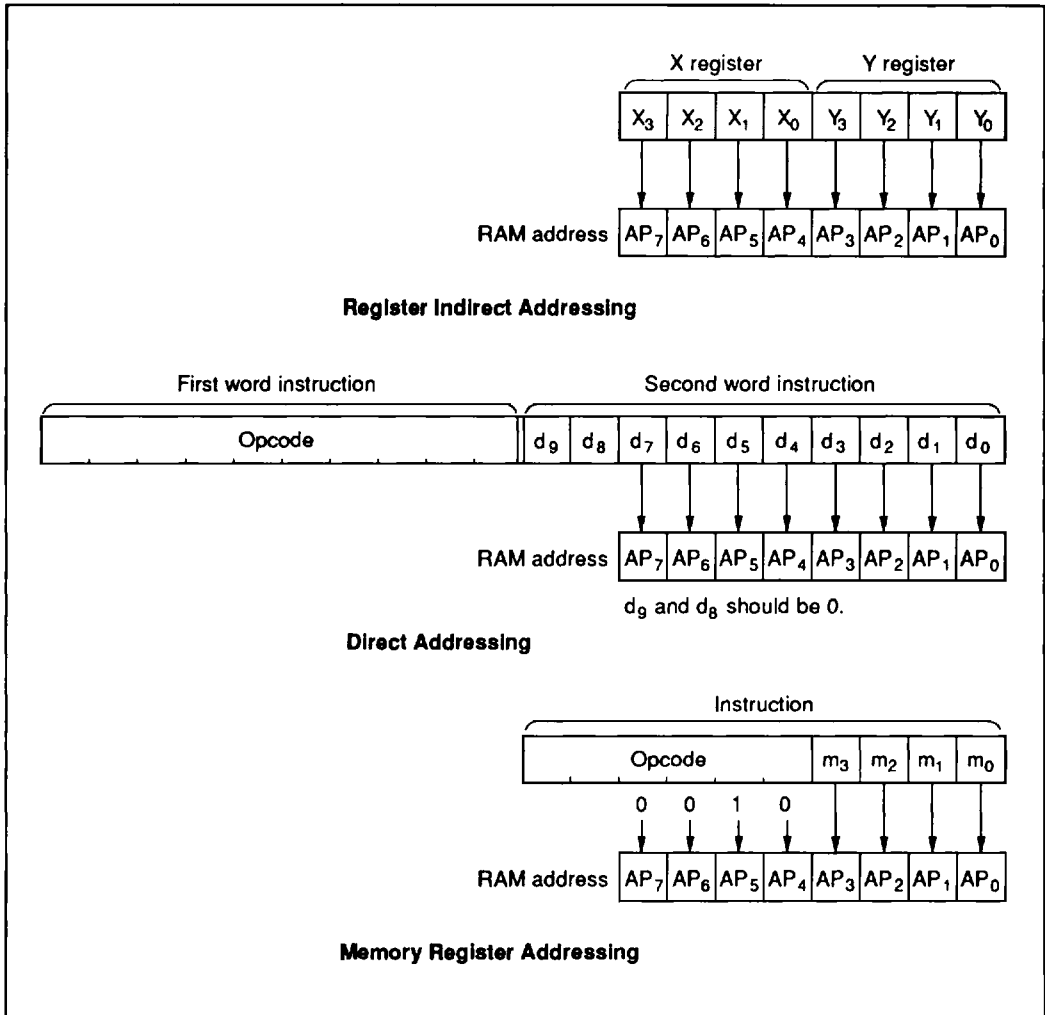 X register Y register
X3 X2 X1 X0 Y3 Y2 Y1 Y0
RAM address AP7 AP6 AP5 AP4 AP3 AP2 AP1 AP0
Register Indirect Addressing
First word instruction Second word instruction
Opcode d9 d8 d7 d6 d5 d4 d3 d2 d1 d0
RAM address AP7 AP6 AP5 AP4 AP3 AP2 AP1 AP0
d9 and d8 should be 0.
Direct Addressing
Instruction
Opcode m3 m2 m1 m0
0 0 1 0
RAM address AP7 AP6 AP5 AP4 AP3 AP2 AP1 AP0
Memory Register Addressing